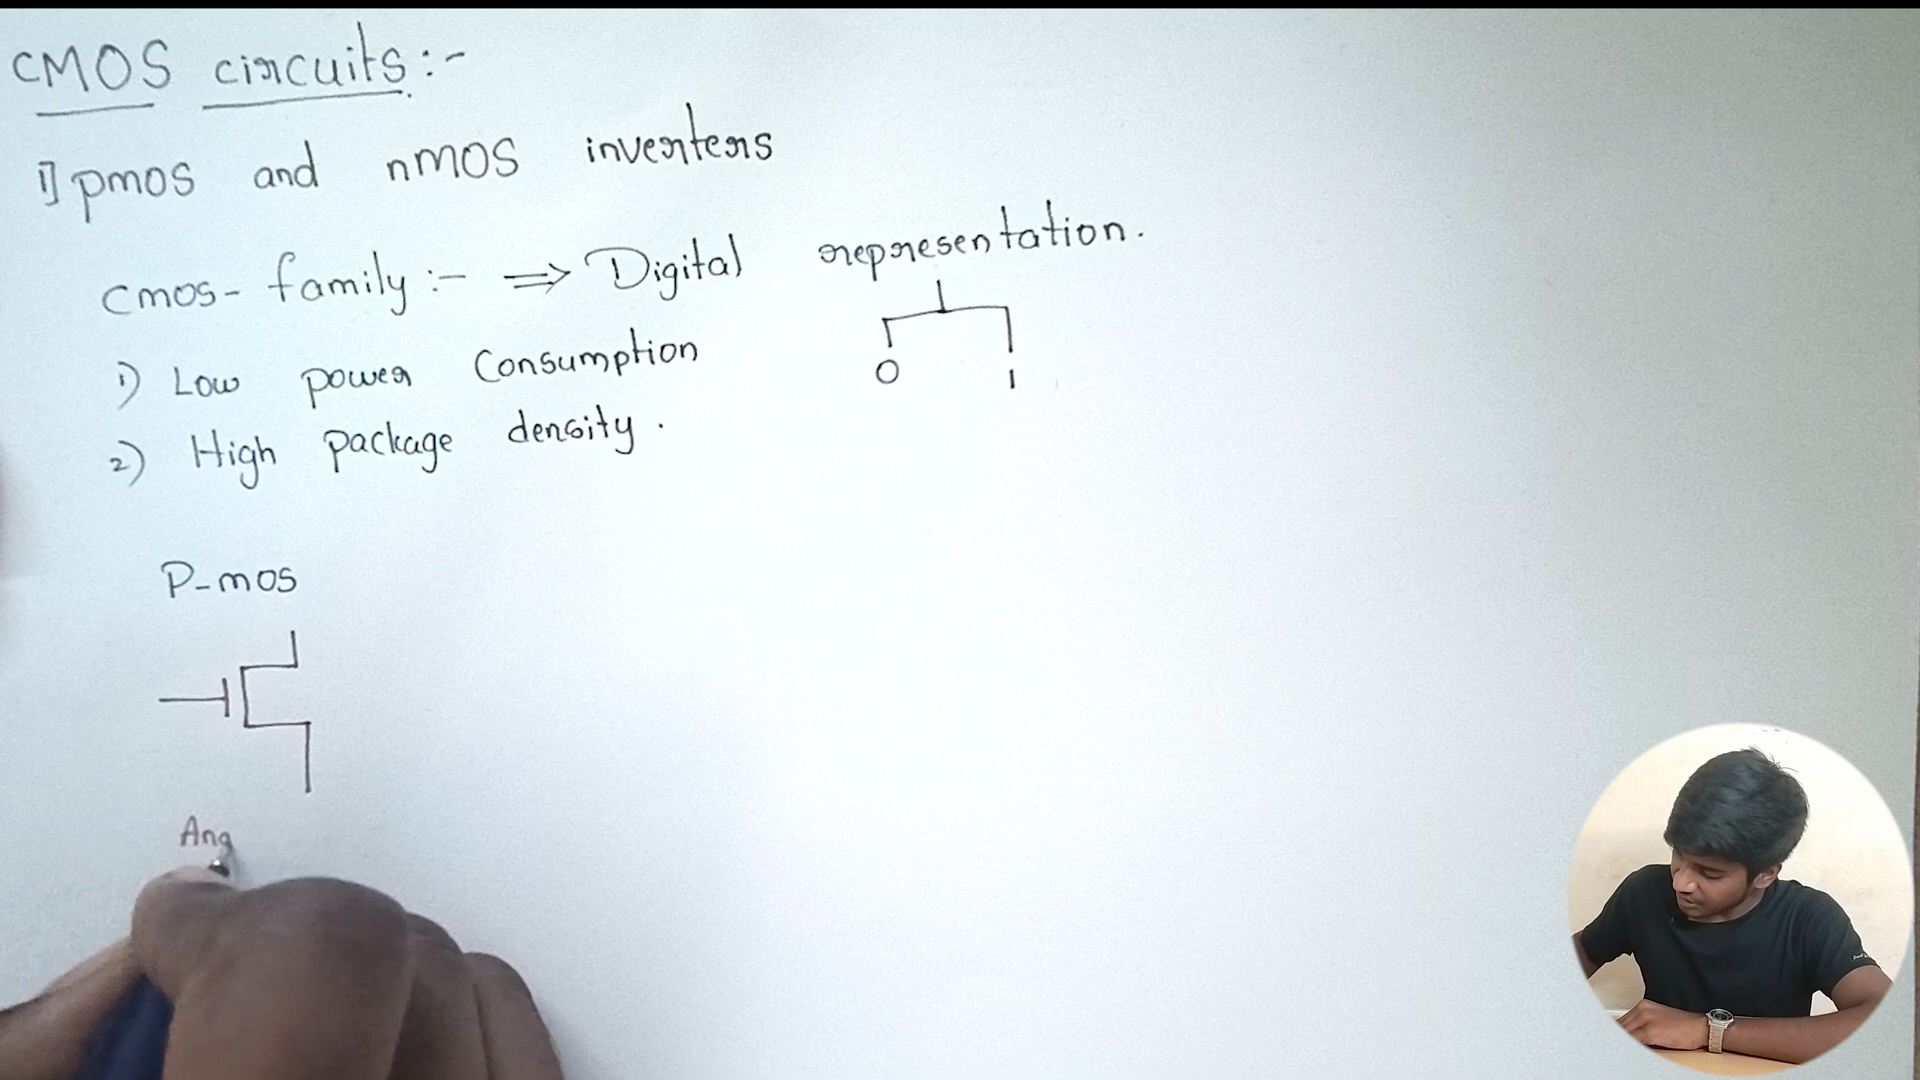 CMOS circuits :-
1] pmos and nMOS inverters
Cmos- family :- ⇒ Digital representation.
0 1
1) Low power Consumption
2) High package density.
P-mos
Ana